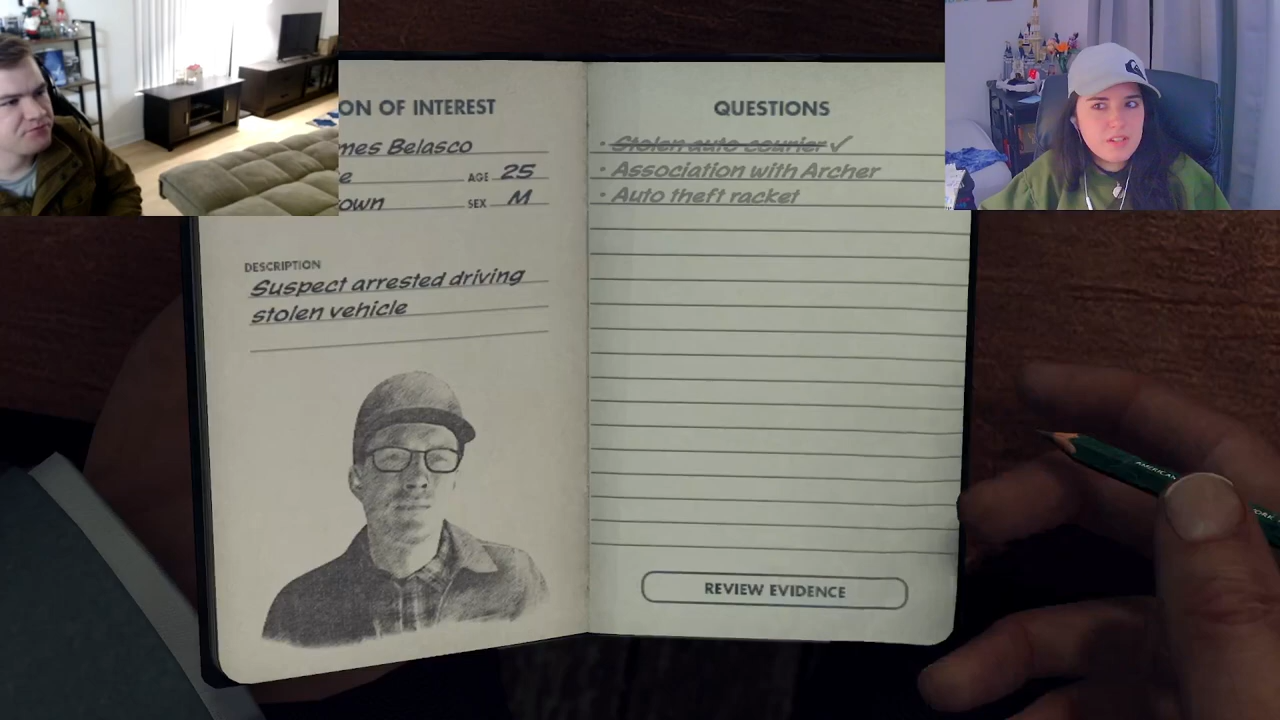 ON OF INTEREST
mes Belasco
e AGE 25
own SEX M
DESCRIPTION
Suspect arrested driving
stolen vehicle
QUESTIONS
• Stolen auto courier ✓
• Association with Archer
• Auto theft racket
REVIEW EVIDENCE
AMERICAN